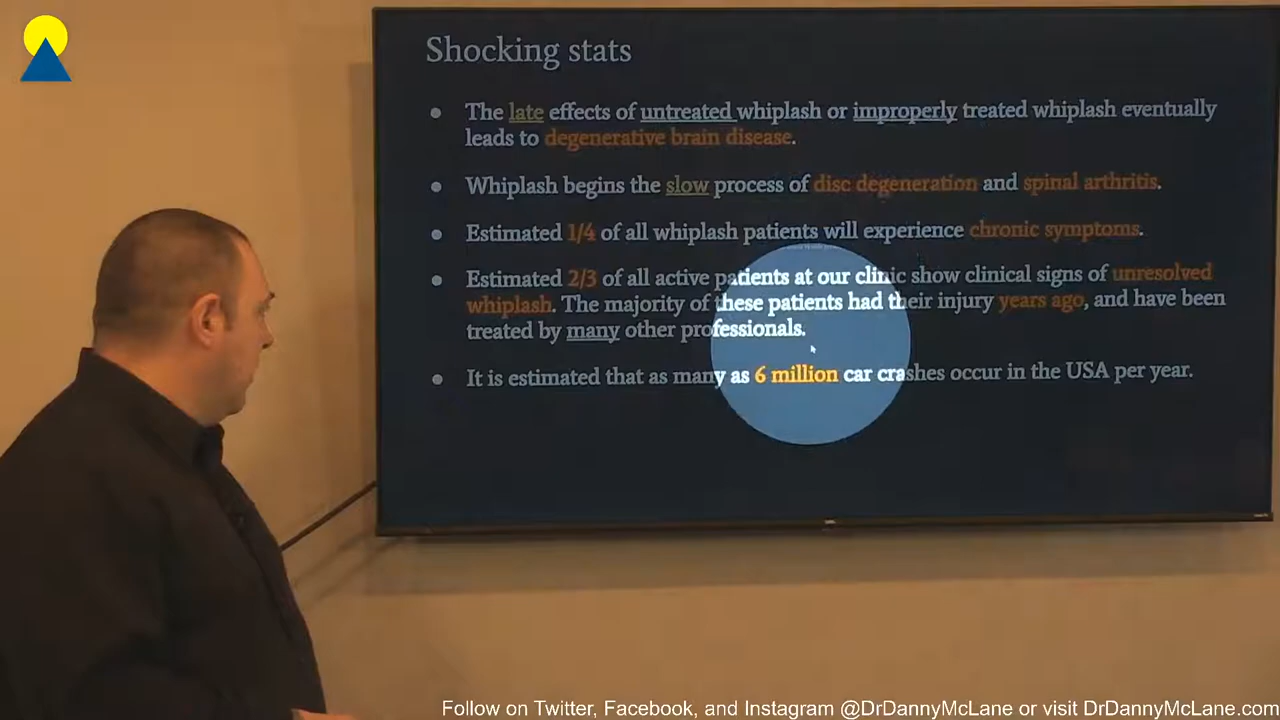 Shocking stats
The late effects of untreated whiplash or improperly treated whiplash eventually
leads to degenerative brain disease.
Whiplash begins the slow process of disc degeneration and spinal arthritis.
Estimated 1/4 of all whiplash patients will experience chronic symptoms.
Estimated 2/3 of all active patients at our clinic show clinical signs of unresolved
whiplash. The majority of these patients had their injury years ago, and have been
treated by many other professionals.
It is estimated that as many as 6 million car crashes occur in the USA per year.
Follow on Twitter, Facebook, and Instagram @DrDannyMcLane or visit DrDannyMcLane.com